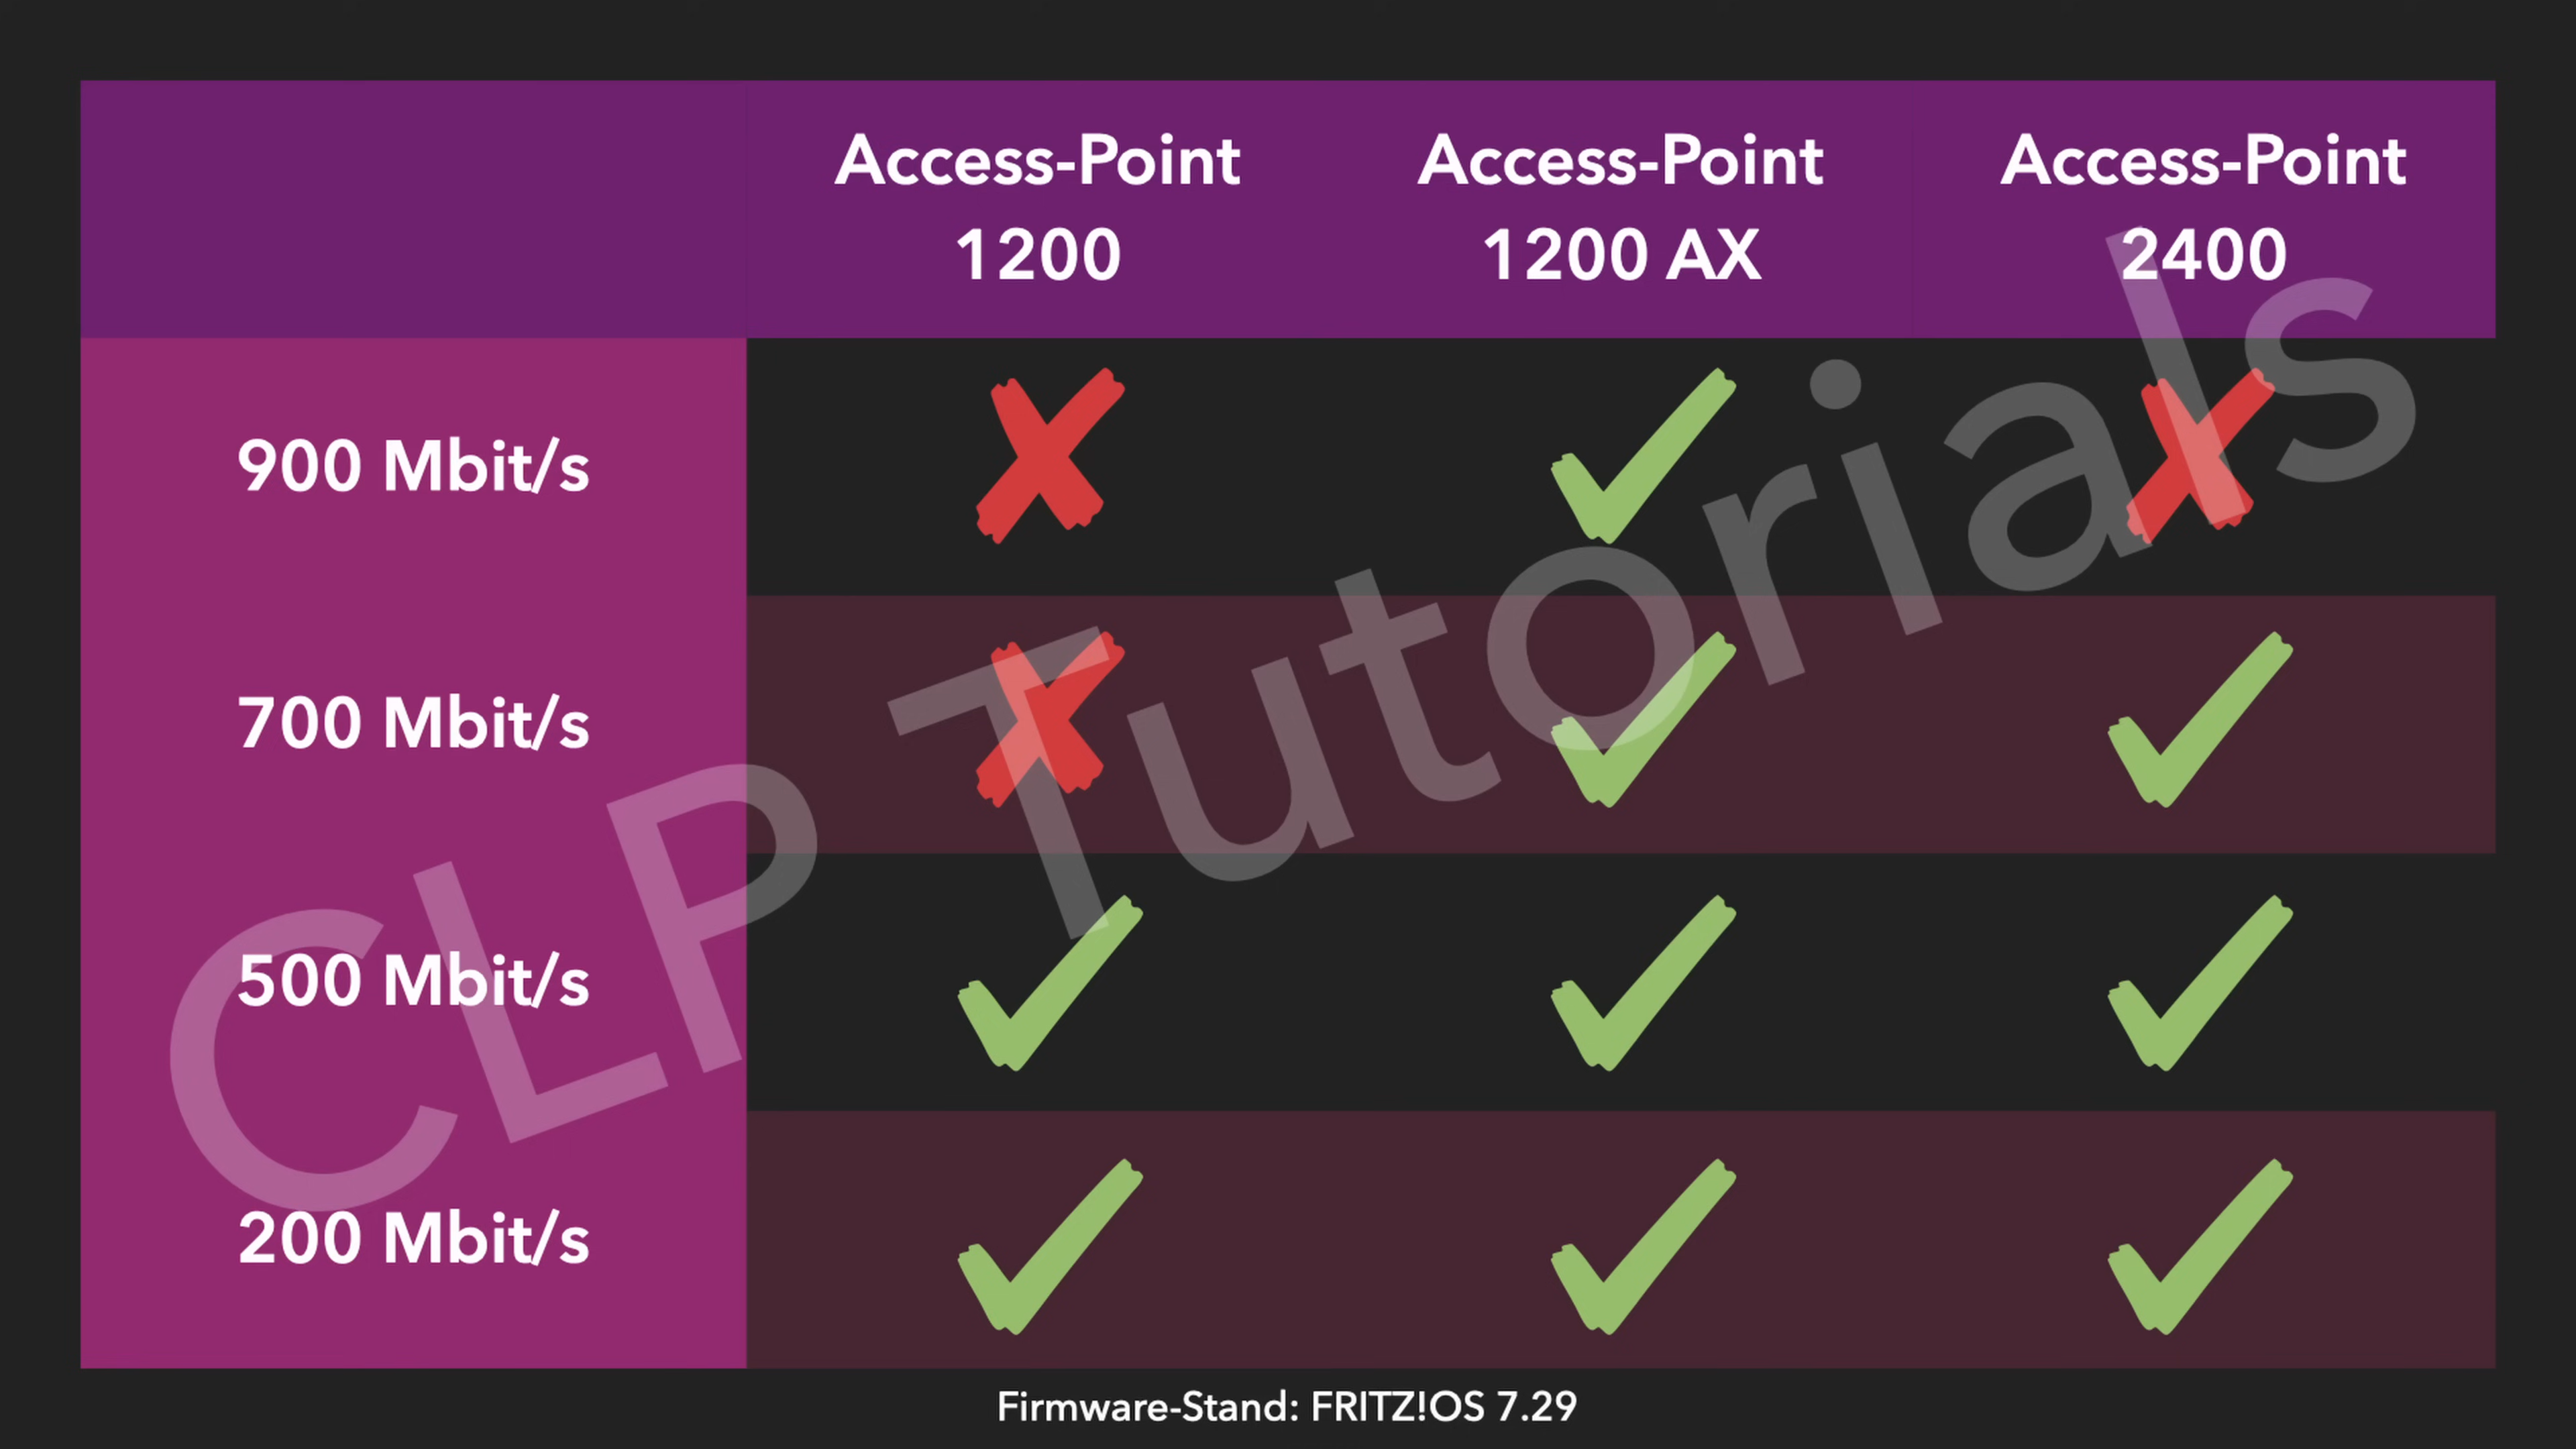 Access-Point
1200
Access-Point
1200 AX
Access-Point
2400
900 Mbit/s
700 Mbit/s
500 Mbit/s
200 Mbit/s
CLP Tutorials
Firmware-Stand: FRITZ!OS 7.29